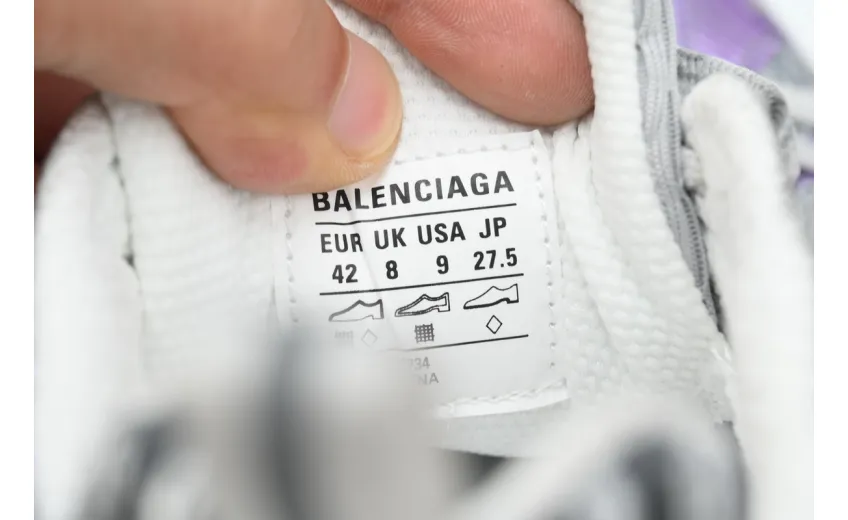 BALENCIAGA
EUR UK USA JP
42 8 9 27.5